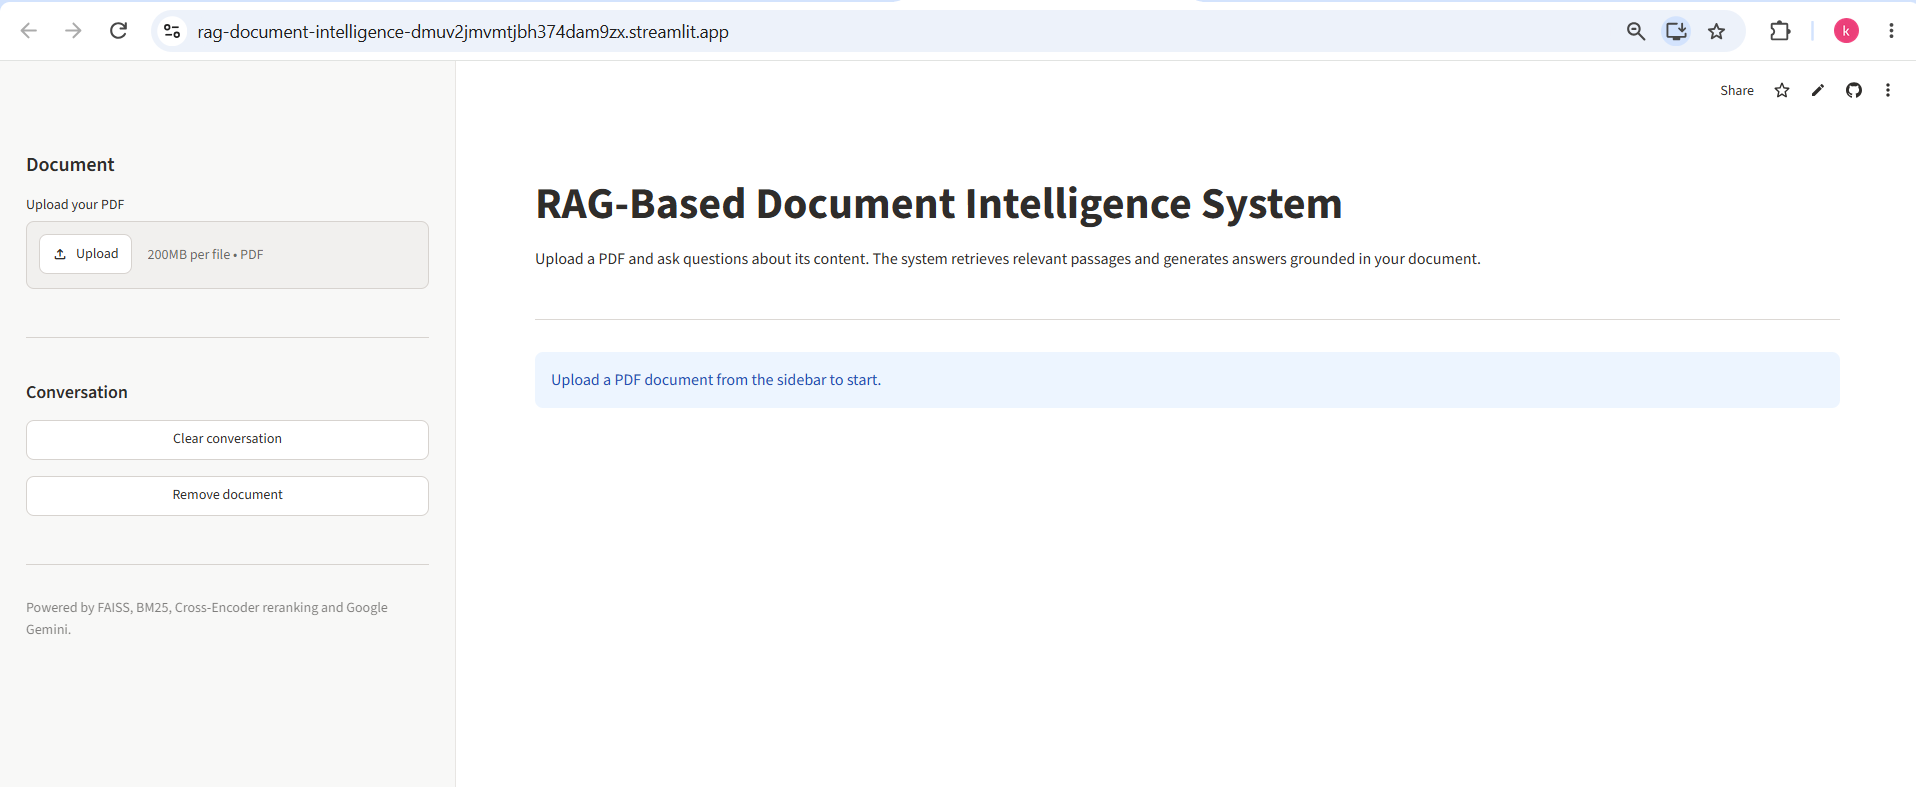 rag-document-intelligence-dmuv2jmvmtjbh374dam9zx.streamlit.app
k
Share
Document
Upload your PDF
Upload
200MB per file • PDF
Conversation
Clear conversation
Remove document
Powered by FAISS, BM25, Cross-Encoder reranking and Google
Gemini.
RAG-Based Document Intelligence System
Upload a PDF and ask questions about its content. The system retrieves relevant passages and generates answers grounded in your document.
Upload a PDF document from the sidebar to start.